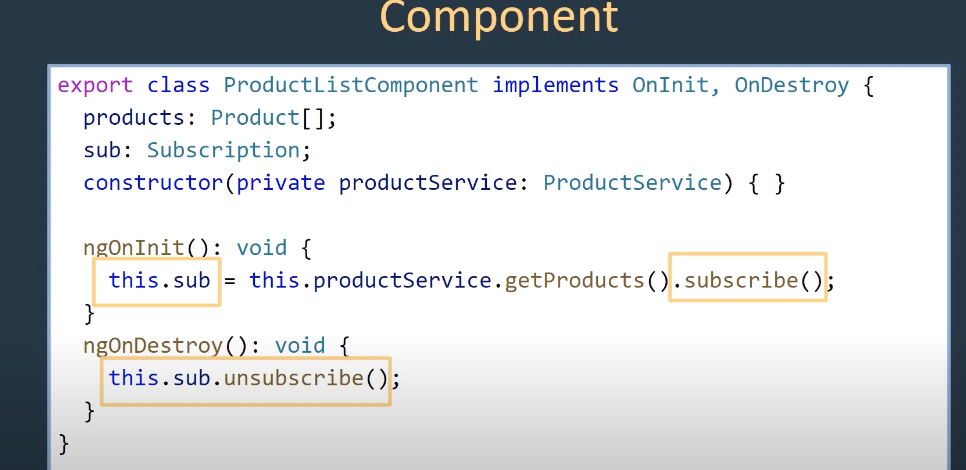 Component
export class ProductListComponent implements OnInit, OnDestroy {
products: Product[];
sub: Subscription;
constructor(private productService: ProductService) { }
ngOnInit(): void {
this.sub = this.productService.getProducts().subscribe();
}
ngOnDestroy(): void {
this.sub.unsubscribe();
}
}